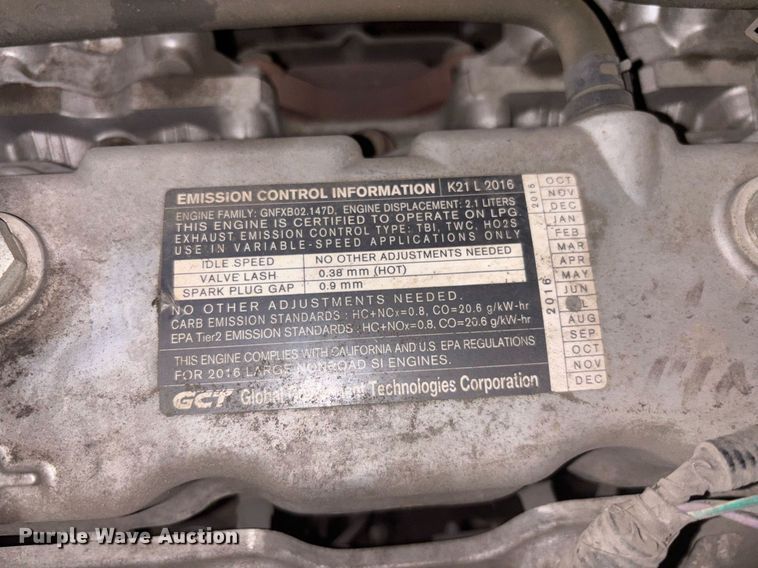 EMISSION CONTROL INFORMATION K21 L 2016
ENGINE FAMILY: GNFXB02.147D, ENGINE DISPLACEMENT: 2.1 LITERS
THIS ENGINE IS CERTIFIED TO OPERATE ON LPG.
EXHAUST EMISSION CONTROL TYPE: TBI, TWC, HO2S
USE IN VARIABLE-SPEED APPLICATIONS ONLY
IDLE SPEED NO OTHER ADJUSTMENTS NEEDED
VALVE LASH 0.38 mm (HOT)
SPARK PLUG GAP 0.9 mm
NO OTHER ADJUSTMENTS NEEDED
CARB EMISSION STANDARDS : HC+NOx=0.8, CO=20.6 g/kW-hr
EPA Tier2 EMISSION STANDARDS : HC+NOx=0.8, CO=20.6 g/kW-hr
THIS ENGINE COMPLIES WITH CALIFORNIA AND U.S. EPA REGULATIONS
FOR 2016 LARGE NONROAD SI ENGINES.
GCT Global Technologies Corporation
2015
OCT
NOV
DEC
2016
JAN
FEB
MAR
APR
MAY
JUN
AUG
SEP
OCT
NOV
DEC
Purple Wave Auction